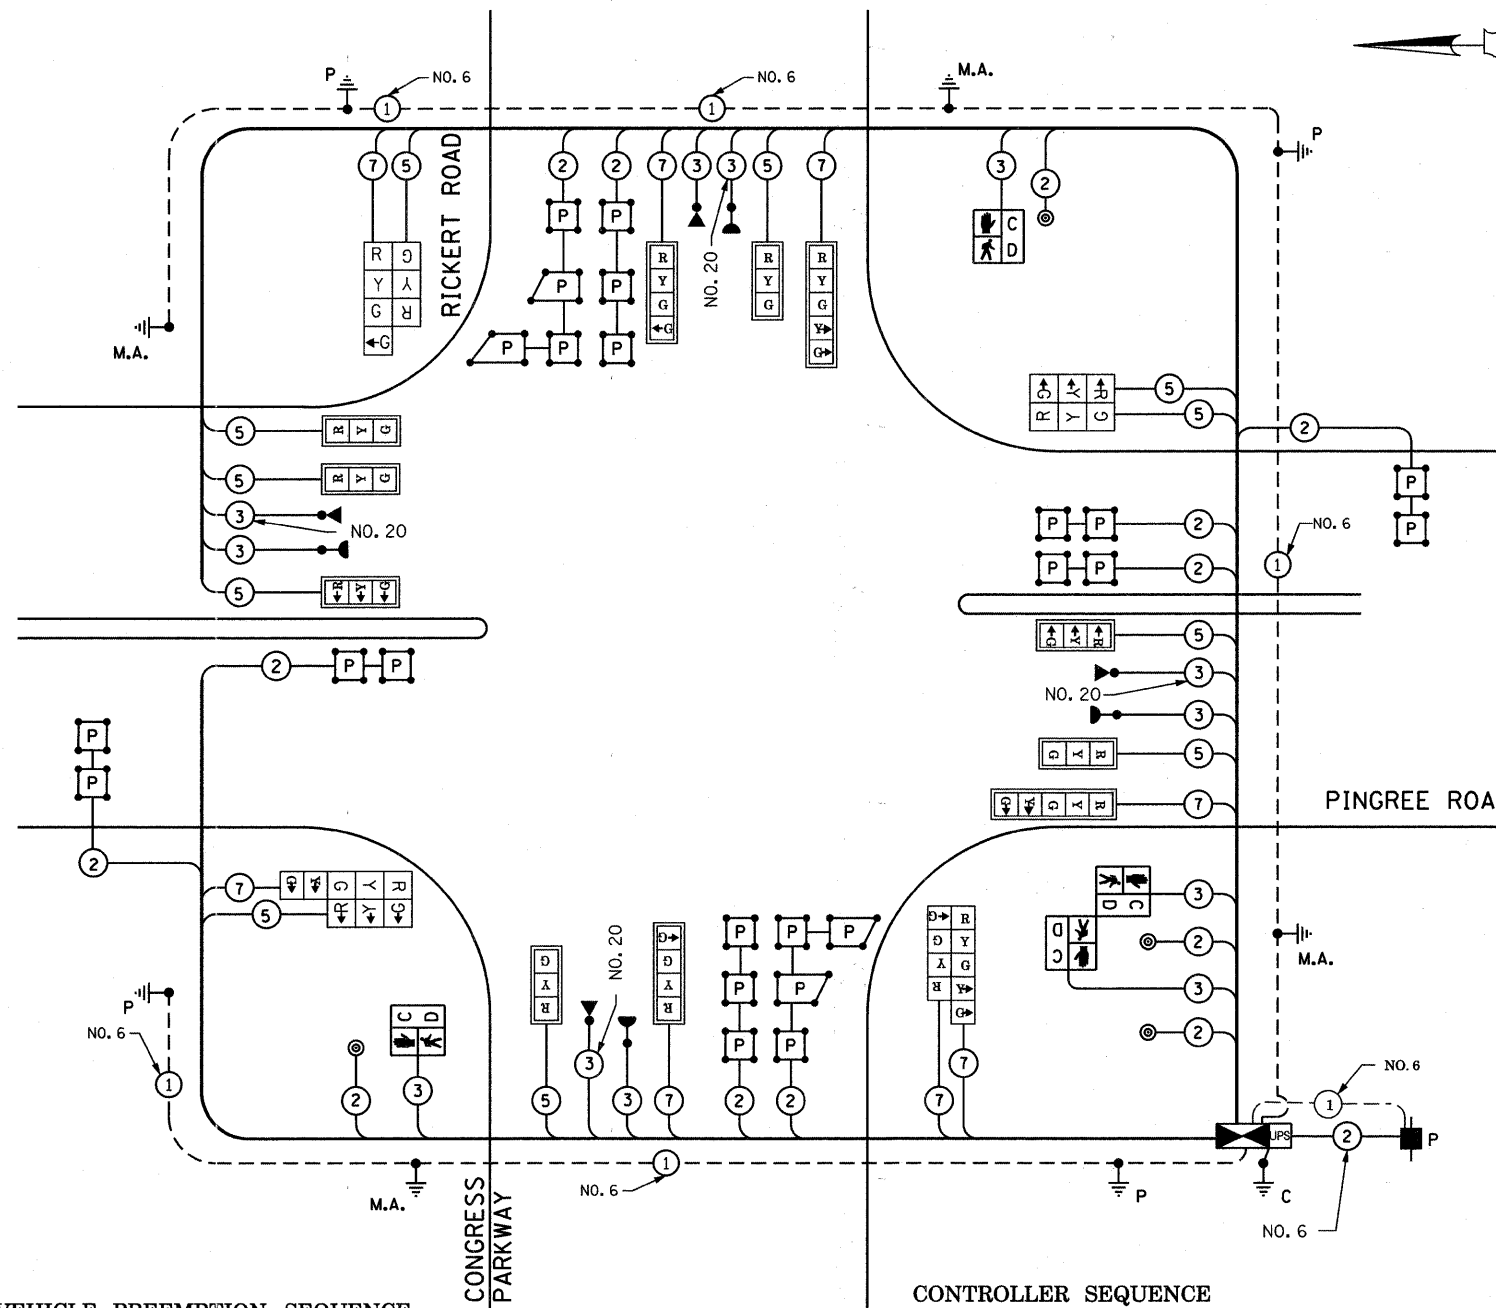 P
NO. 6
1
NO. 6
1
M.A.
P
7 5 2 2 7 3 3 5 7 3 2
RICKERT ROAD
NO. 20
P P
R G
Y Y
G R
G
P P
P P P
R
Y
G
G
R
Y
G
R
Y
G
Y
G
C
D
M.A.
G Y R 5
R Y G 5
2
P
P
5 R Y G
5 R Y G
3 NO. 20
3
5 R Y G
P P 2
P P 2
NO. 6
1
2 P P
G Y R 5
3
NO. 20
3
G Y R 5
G Y G Y R 7
PINGREE ROA
P
P
2
7 G Y G Y R
5 R Y G
G
Y
R
5
NO. 20
3
3
G
G
Y
R
7
P P P
P P
P P
2 2
G R
G Y
Y G
R Y
G
7 7
D C 3
D
C
2
3
2
M.A.
P
NO. 6
1
C D
2 3
NO. 6
1
UPS
2
P
M.A.
1
NO. 6
P
C
NO. 6
CONGRESS
PARKWAY
VEHICLE PREEMPTION SEQUENCE
CONTROLLER SEQUENCE